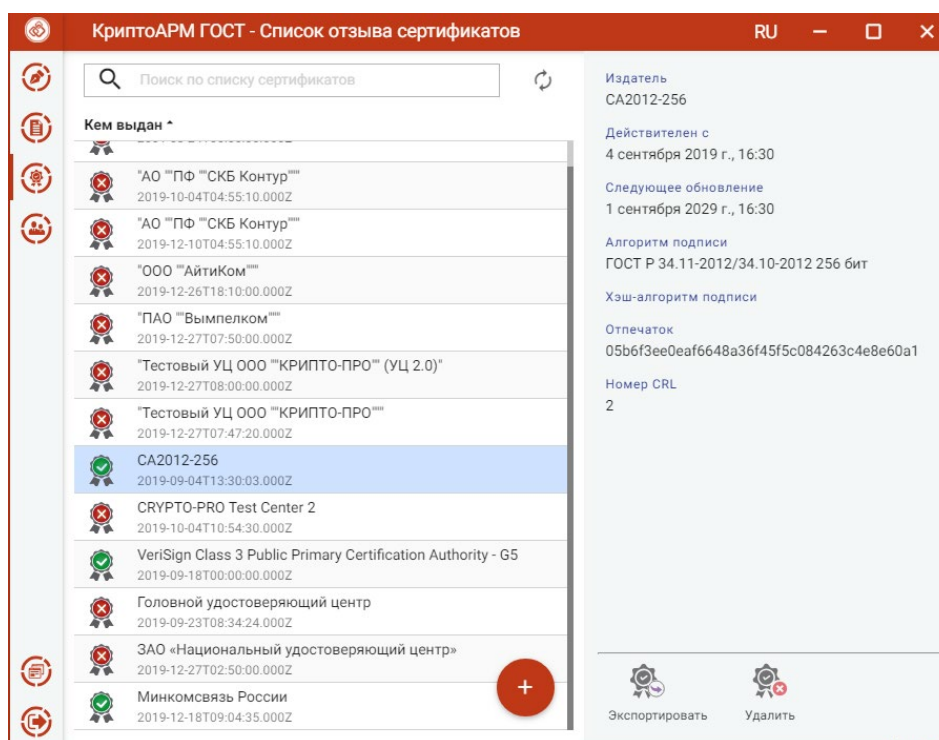 КриптоАРМ ГОСТ - Список отзыва сертификатов
RU
Поиск по списку сертификатов
Кем выдан
"АО ""ПФ ""СКБ Контур"""
2019-10-04T04:55:10.000Z
"АО ""ПФ ""СКБ Контур"""
2019-12-10T04:55:10.000Z
"ООО ""АйтиКом"""
2019-12-26T18:10:00.000Z
"ПАО ""Вымпелком"""
2019-12-27T07:50:00.000Z
"Тестовый УЦ ООО ""КРИПТО-ПРО"" (УЦ 2.0)"
2019-12-27T08:00:00.000Z
"Тестовый УЦ ООО ""КРИПТО-ПРО"""
2019-12-27T07:47:20.000Z
CA2012-256
2019-09-04T13:30:03.000Z
CRYPTO-PRO Test Center 2
2019-10-04T10:54:30.000Z
VeriSign Class 3 Public Primary Certification Authority - G5
2019-09-18T00:00:00.000Z
Головной удостоверяющий центр
2019-09-23T08:34:24.000Z
ЗАО «Национальный удостоверяющий центр»
2019-12-27T02:50:00.000Z
Минкомсвязь России
2019-12-18T09:04:35.000Z
Издатель
CA2012-256
Действителен с
4 сентября 2019 г., 16:30
Следующее обновление
1 сентября 2029 г., 16:30
Алгоритм подписи
ГОСТ Р 34.11-2012/34.10-2012 256 бит
Хэш-алгоритм подписи
Отпечаток
05b6f3ee0eaf6648a36f45f5c084263c4e8e60a1
Номер CRL
2
Экспортировать
Удалить